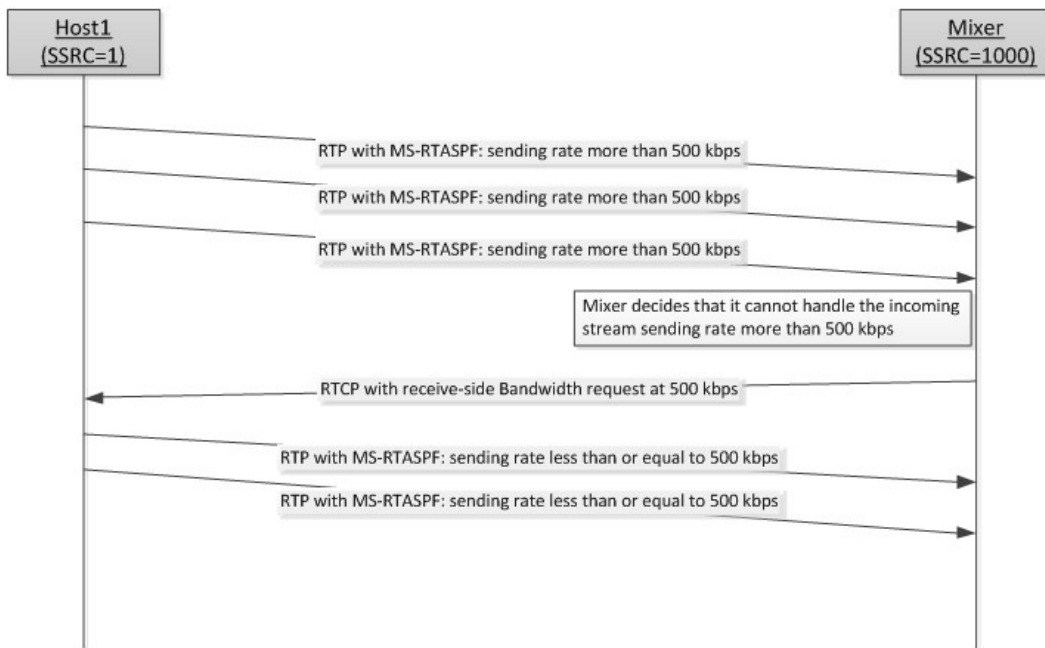 Host1
(SSRC=1)
Mixer
(SSRC=1000)
RTP with MS-RTASPF: sending rate more than 500 kbps
RTP with MS-RTASPF: sending rate more than 500 kbps
RTP with MS-RTASPF: sending rate more than 500 kbps
Mixer decides that it cannot handle the incoming
stream sending rate more than 500 kbps
RTCP with receive-side Bandwidth request at 500 kbps
RTP with MS-RTASPF: sending rate less than or equal to 500 kbps
RTP with MS-RTASPF: sending rate less than or equal to 500 kbps